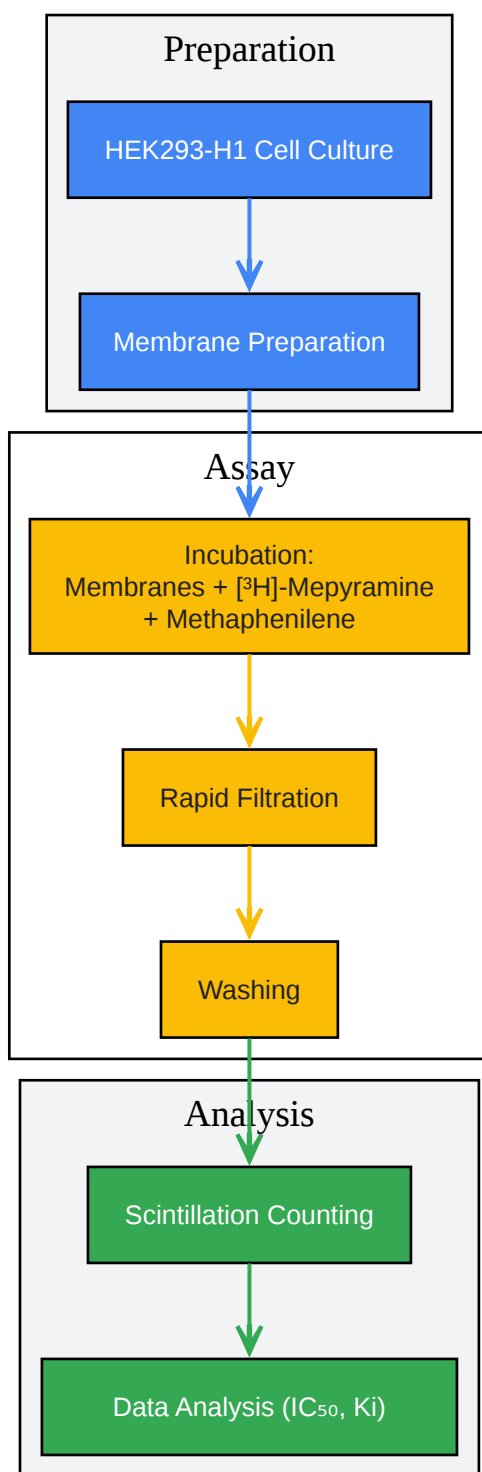 Preparation
HEK293-H1 Cell Culture
Membrane Preparation
Assay
Incubation:
Membranes + [³H]-Mepyramine
+ Methaphenilene
Rapid Filtration
Washing
Analysis
Scintillation Counting
Data Analysis (IC₅₀, Ki)